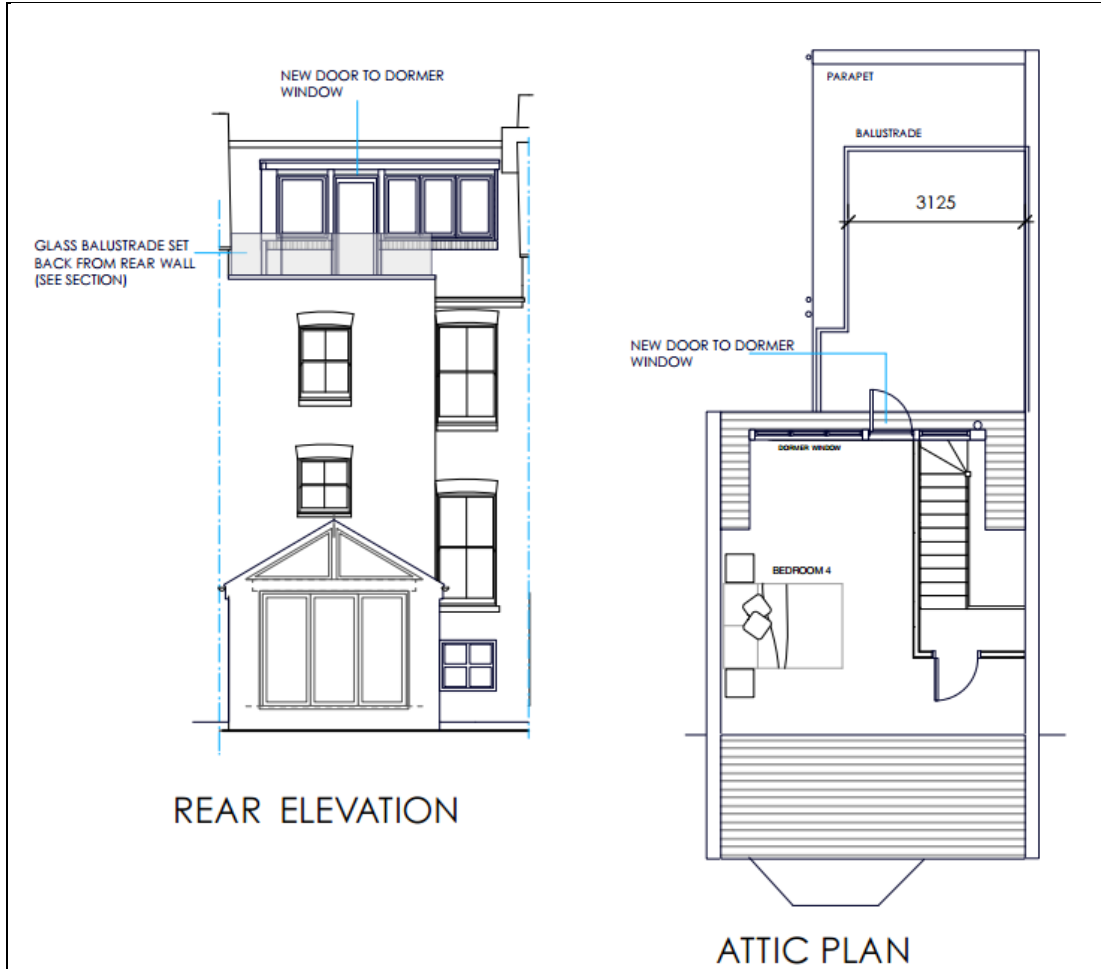 NEW DOOR TO DORMER
WINDOW
GLASS BALUSTRADE SET
BACK FROM REAR WALL
(SEE SECTION)
REAR ELEVATION
PARAPET
BALUSTRADE
3125
NEW DOOR TO DORMER
WINDOW
DORMER WINDOW
BEDROOM 4
ATTIC PLAN